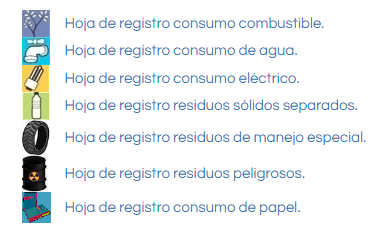 Hoja de registro consumo combustible.
Hoja de registro consumo de agua.
Hoja de registro consumo eléctrico.
Hoja de registro residuos sólidos separados.
Hoja de registro residuos de manejo especial.
Hoja de registro residuos peligrosos.
Hoja de registro consumo de papel.